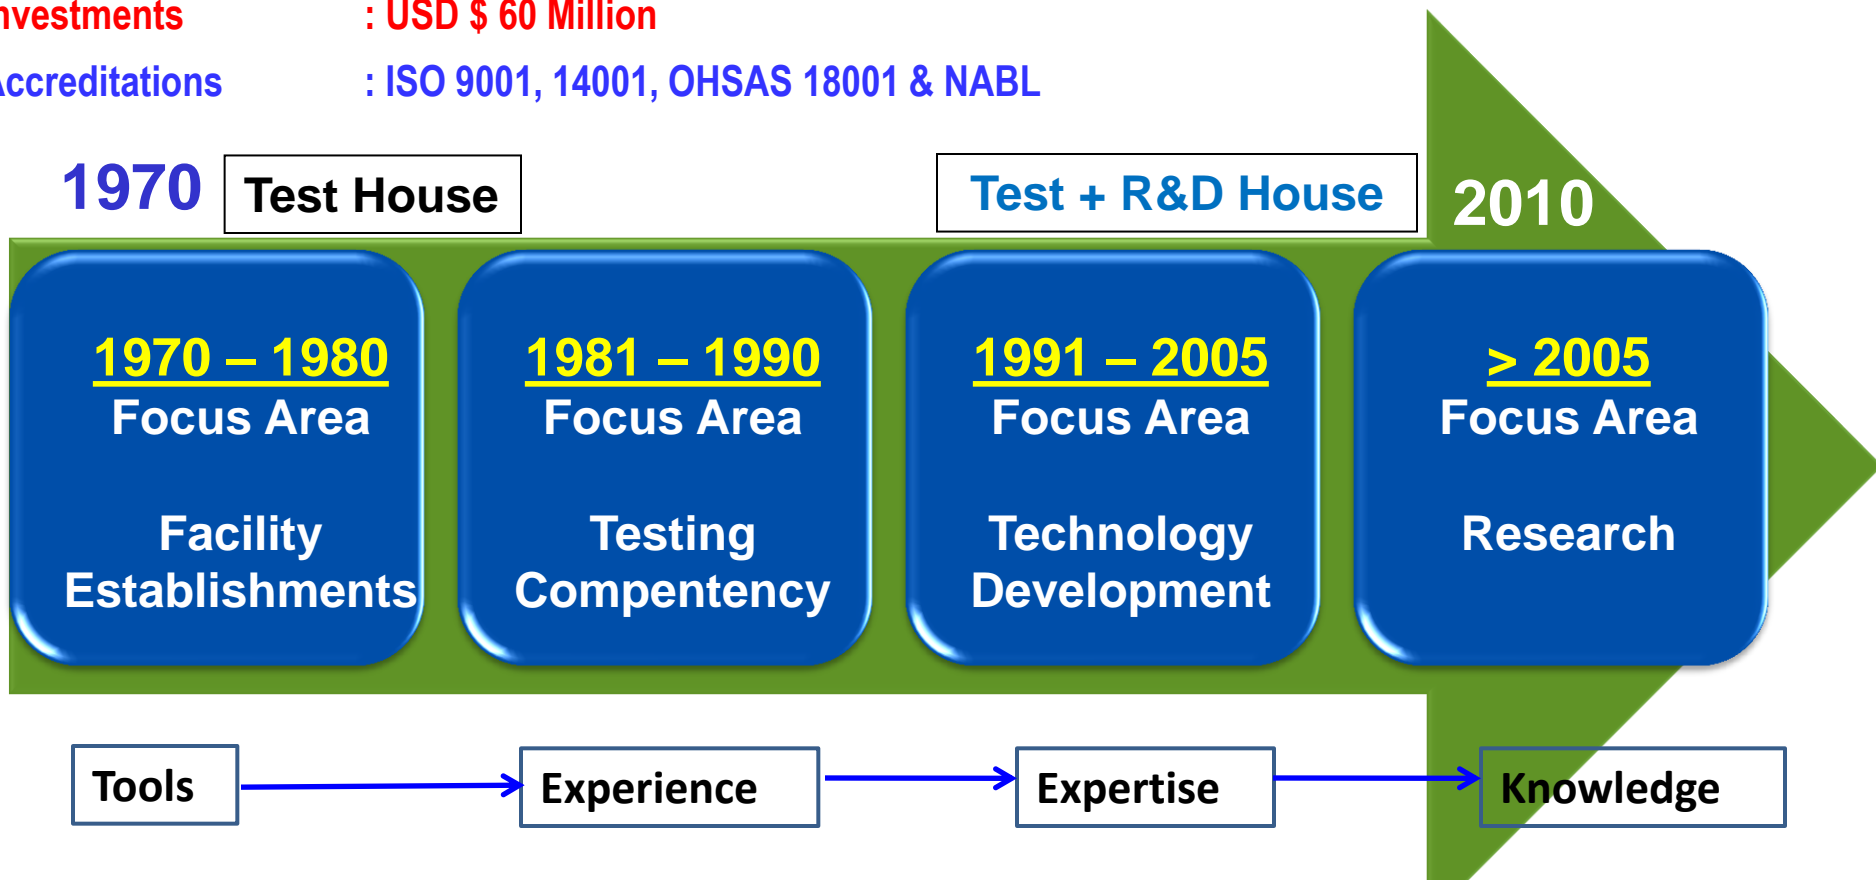 nvestments : USD $ 60 Million
Accreditations : ISO 9001, 14001, OHSAS 18001 & NABL
1970 Test House Test + R&D House 2010
1970 – 1980
Focus Area
Facility
Establishments
1981 – 1990
Focus Area
Testing
Compentency
1991 – 2005
Focus Area
Technology
Development
> 2005
Focus Area
Research
Tools Experience Expertise Knowledge